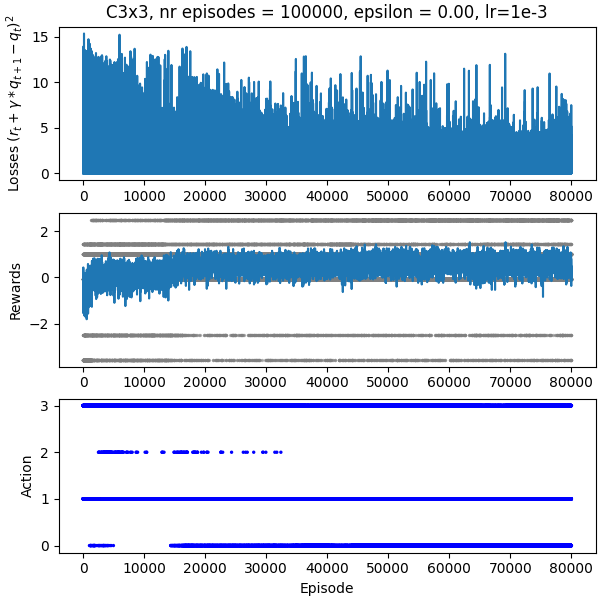 C3x3, nr episodes = 100000, epsilon = 0.00, lr=1e-3
Losses (r_t + γ * q_{t+1} − q_t)^2
15
10
5
0
0 10000 20000 30000 40000 50000 60000 70000 80000
Rewards
2
0
−2
0 10000 20000 30000 40000 50000 60000 70000 80000
Action
3
2
1
0
0 10000 20000 30000 40000 50000 60000 70000 80000
Episode